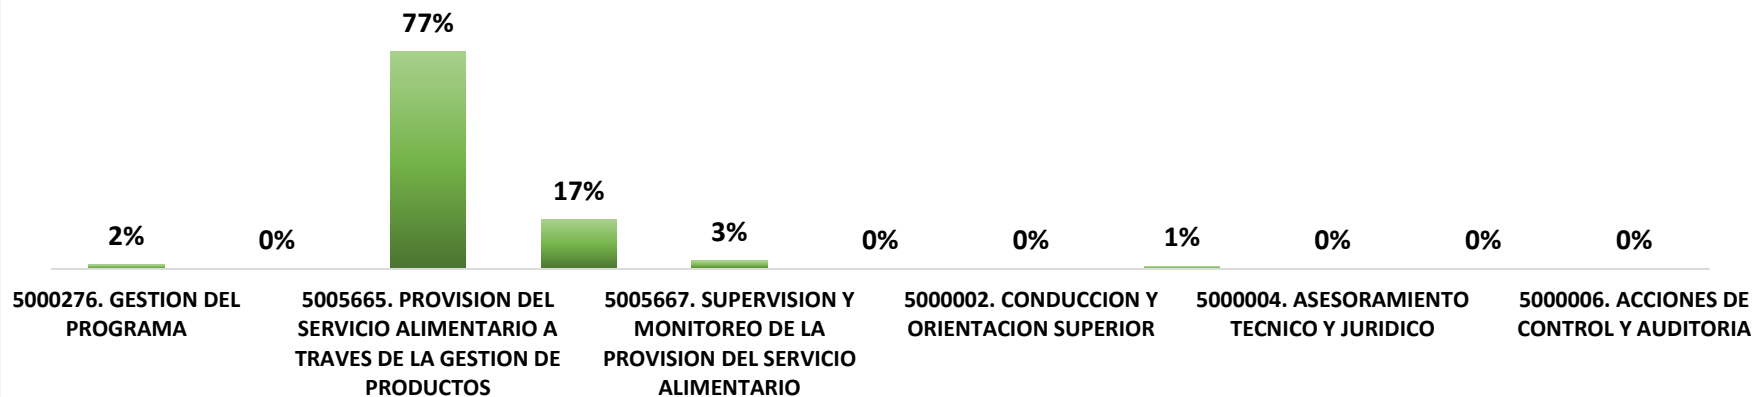 77%
17%
2%
0%
3%
0%
0%
1%
0%
0%
0%
5000276. GESTION DEL
PROGRAMA
5005665. PROVISION DEL
SERVICIO ALIMENTARIO A
TRAVES DE LA GESTION DE
PRODUCTOS
5005667. SUPERVISION Y
MONITOREO DE LA
PROVISION DEL SERVICIO
ALIMENTARIO
5000002. CONDUCCION Y
ORIENTACION SUPERIOR
5000004. ASESORAMIENTO
TECNICO Y JURIDICO
5000006. ACCIONES DE
CONTROL Y AUDITORIA